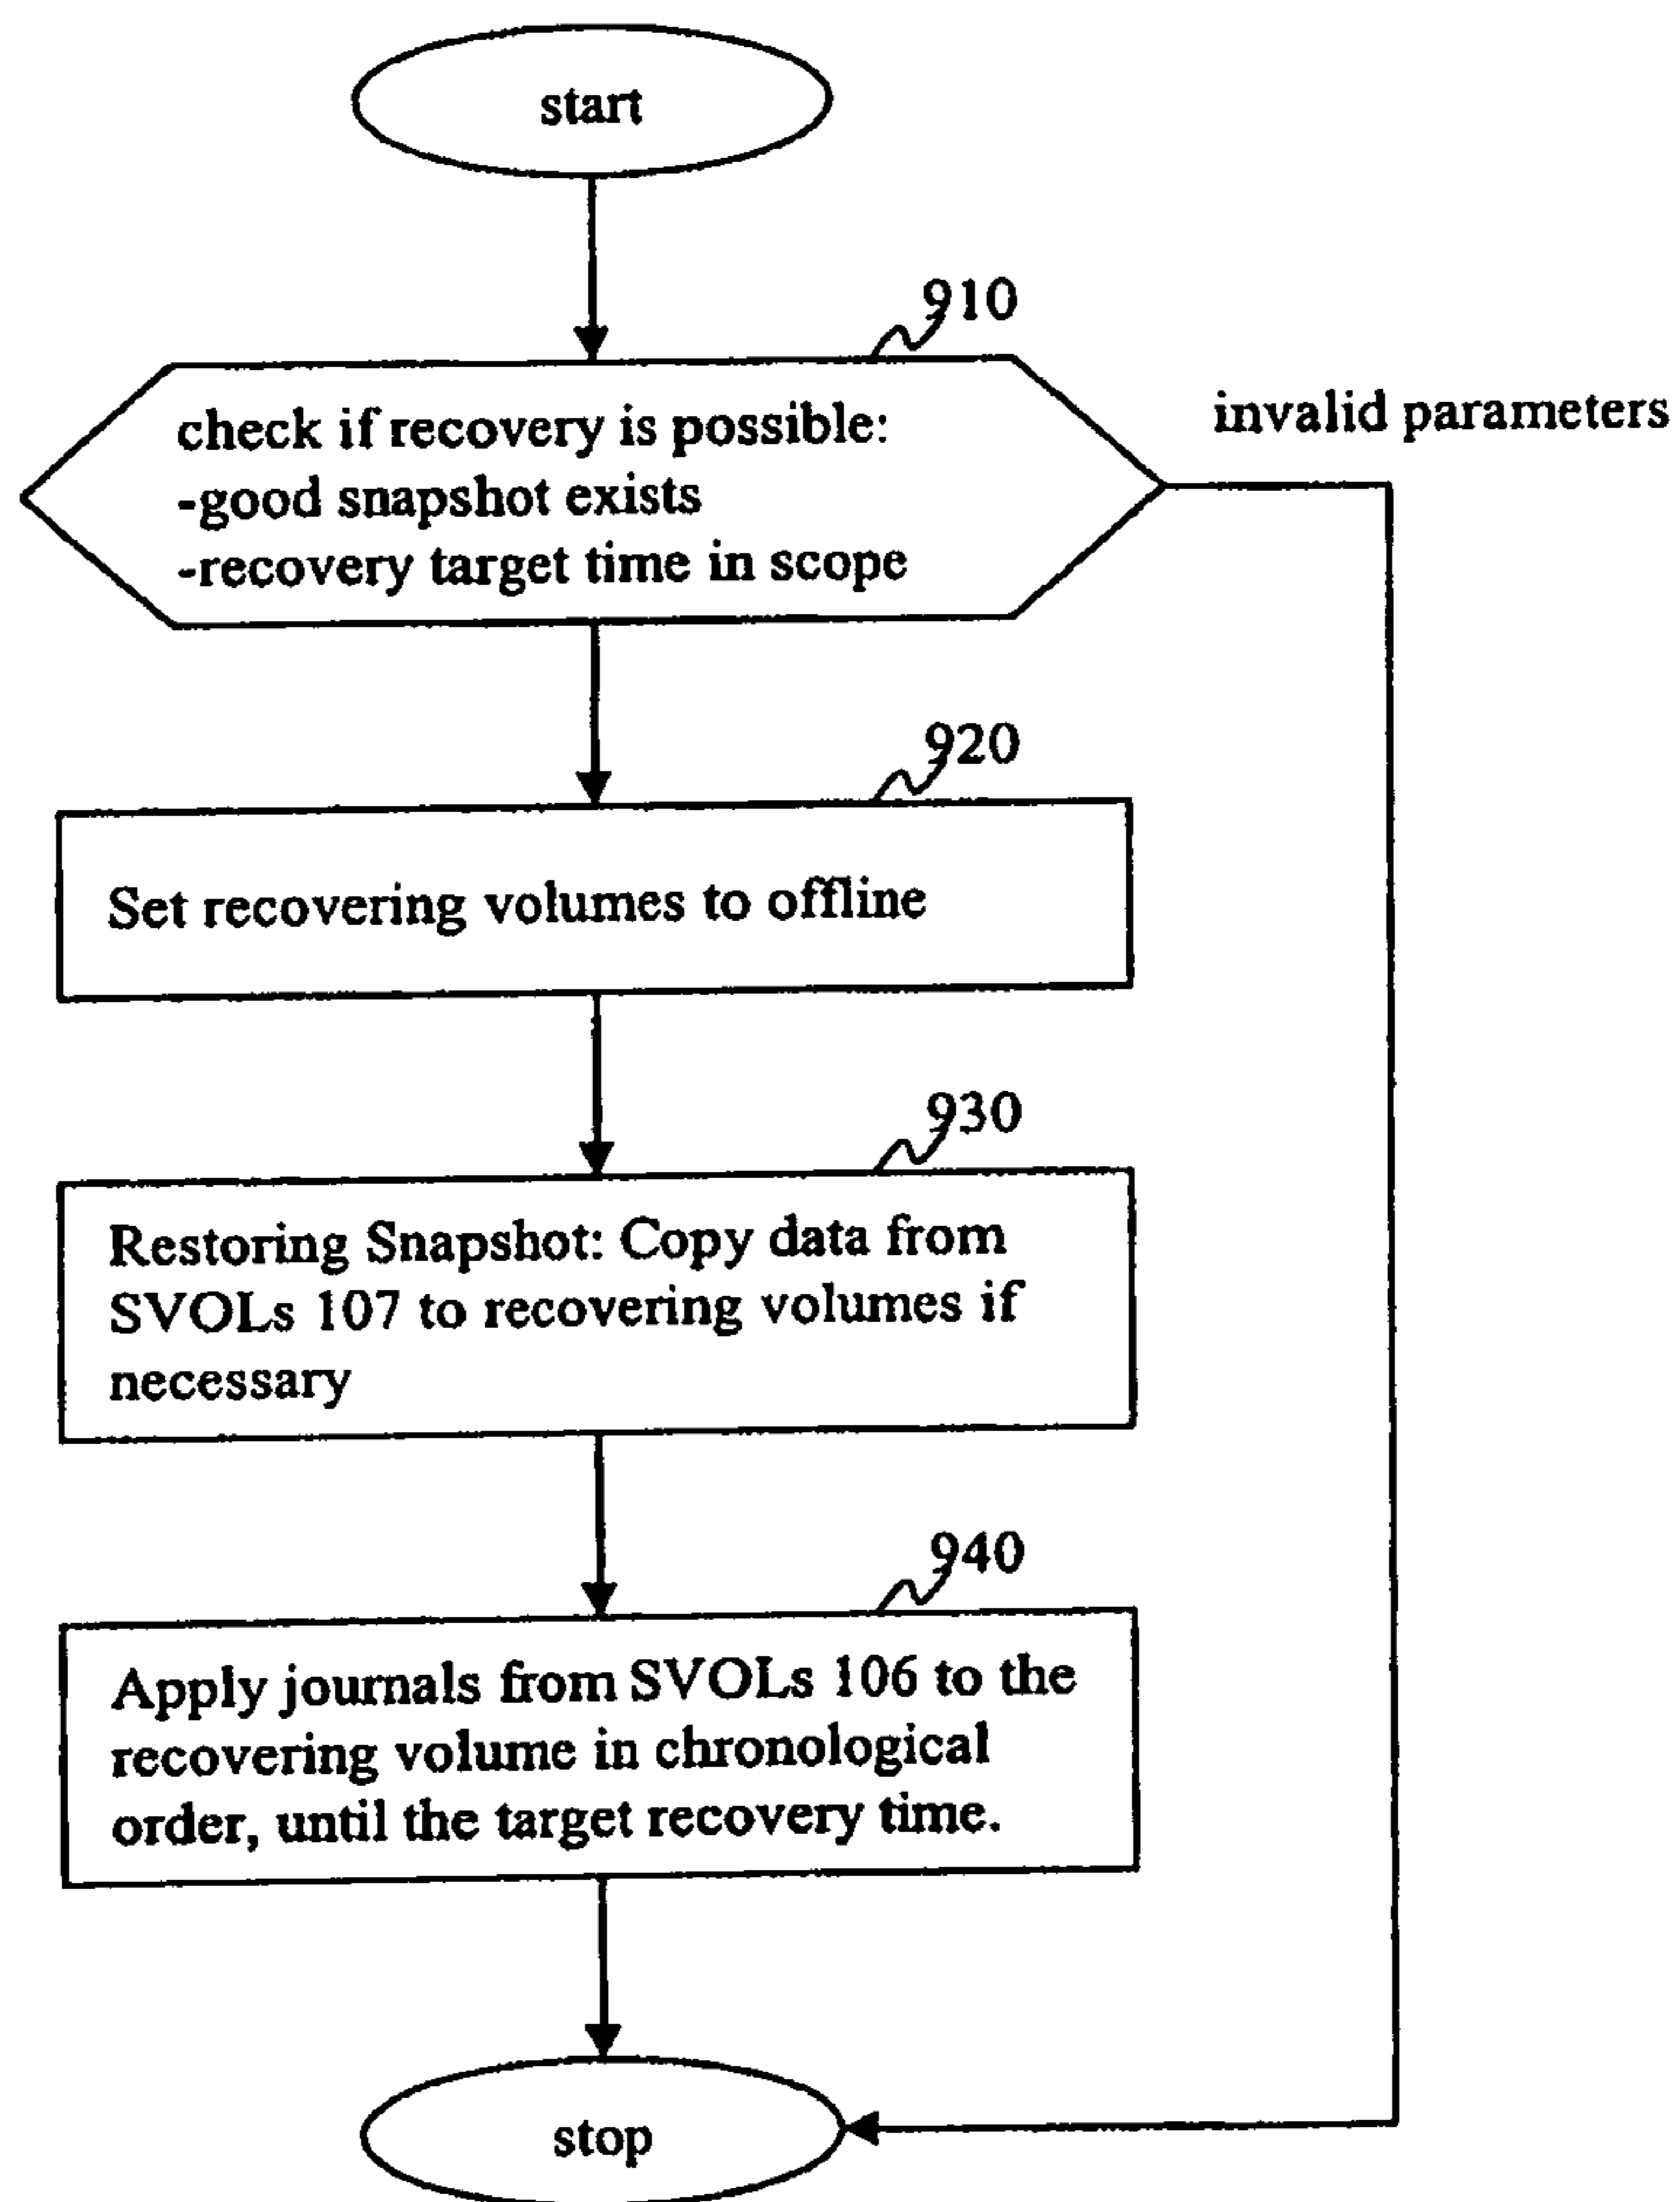 start
910
check if recovery is possible:
-good snapshot exists
-recovery target time in scope
invalid parameters
920
Set recovering volumes to offline
930
Restoring Snapshot: Copy data from
SVOLs 107 to recovering volumes if
necessary
940
Apply journals from SVOLs 106 to the
recovering volume in chronological
order, until the target recovery time.
stop